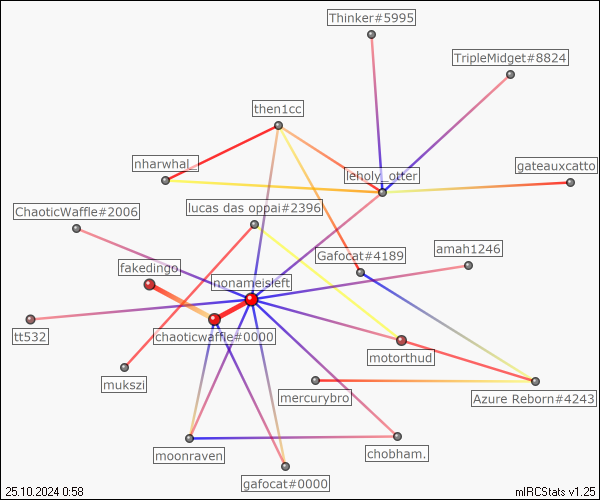 Thinker#5995
TripleMidget#8824
then1cc
nharwhal_
gateauxcatto
leholy_otter
ChaoticWaffle#2006
lucas das oppai#2396
Gafocat#4189
amah1246
fakedingo
nonameisleft
tt532
chaoticwaffle#0000
motorthud
mukszi
mercurybro
Azure Reborn#4243
moonraven
chobham.
gafocat#0000
25.10.2024 0:58
mIRCStats v1.25